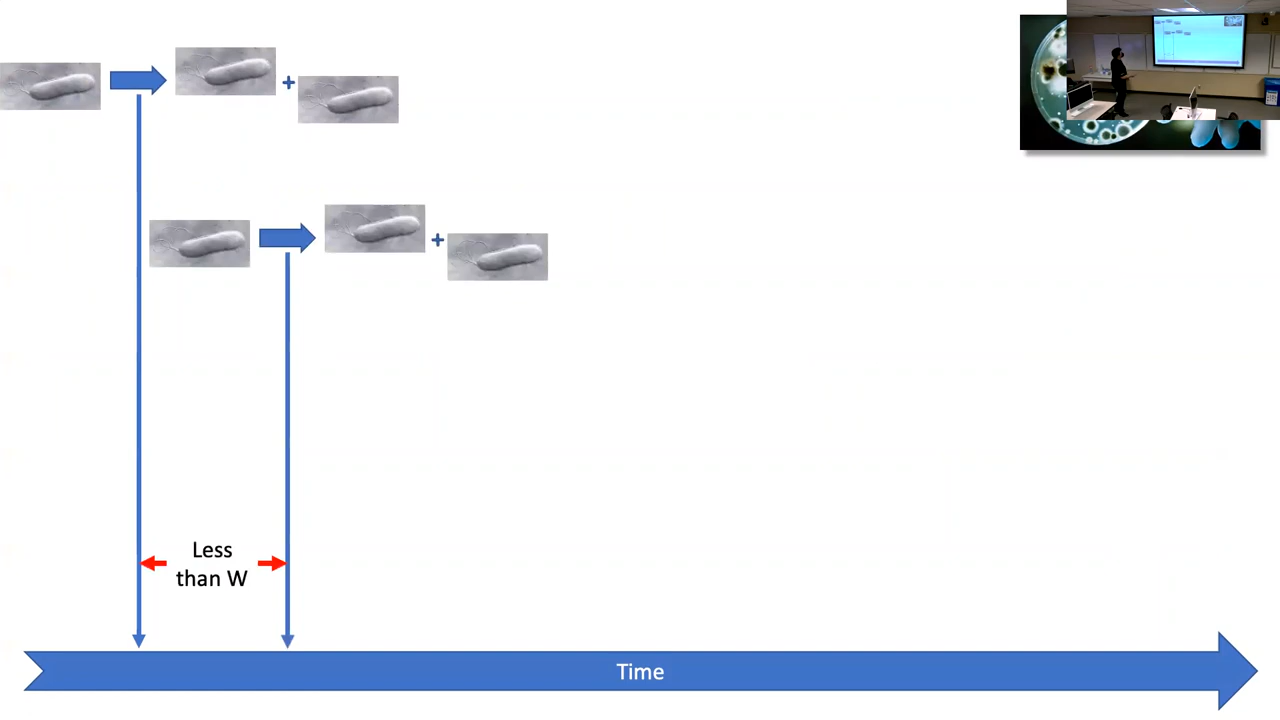 +
+
Less
than W
Time